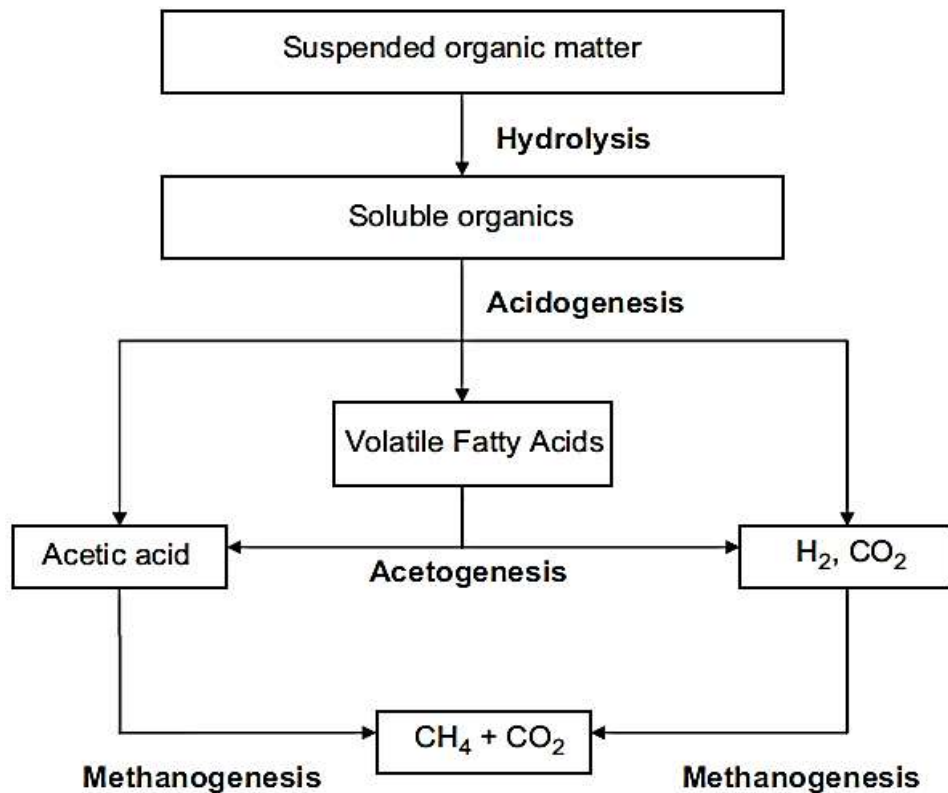 Suspended organic matter
Hydrolysis
Soluble organics
Acidogenesis
Volatile Fatty Acids
Acetic acid
H₂, CO₂
Acetogenesis
CH₄ + CO₂
Methanogenesis
Methanogenesis